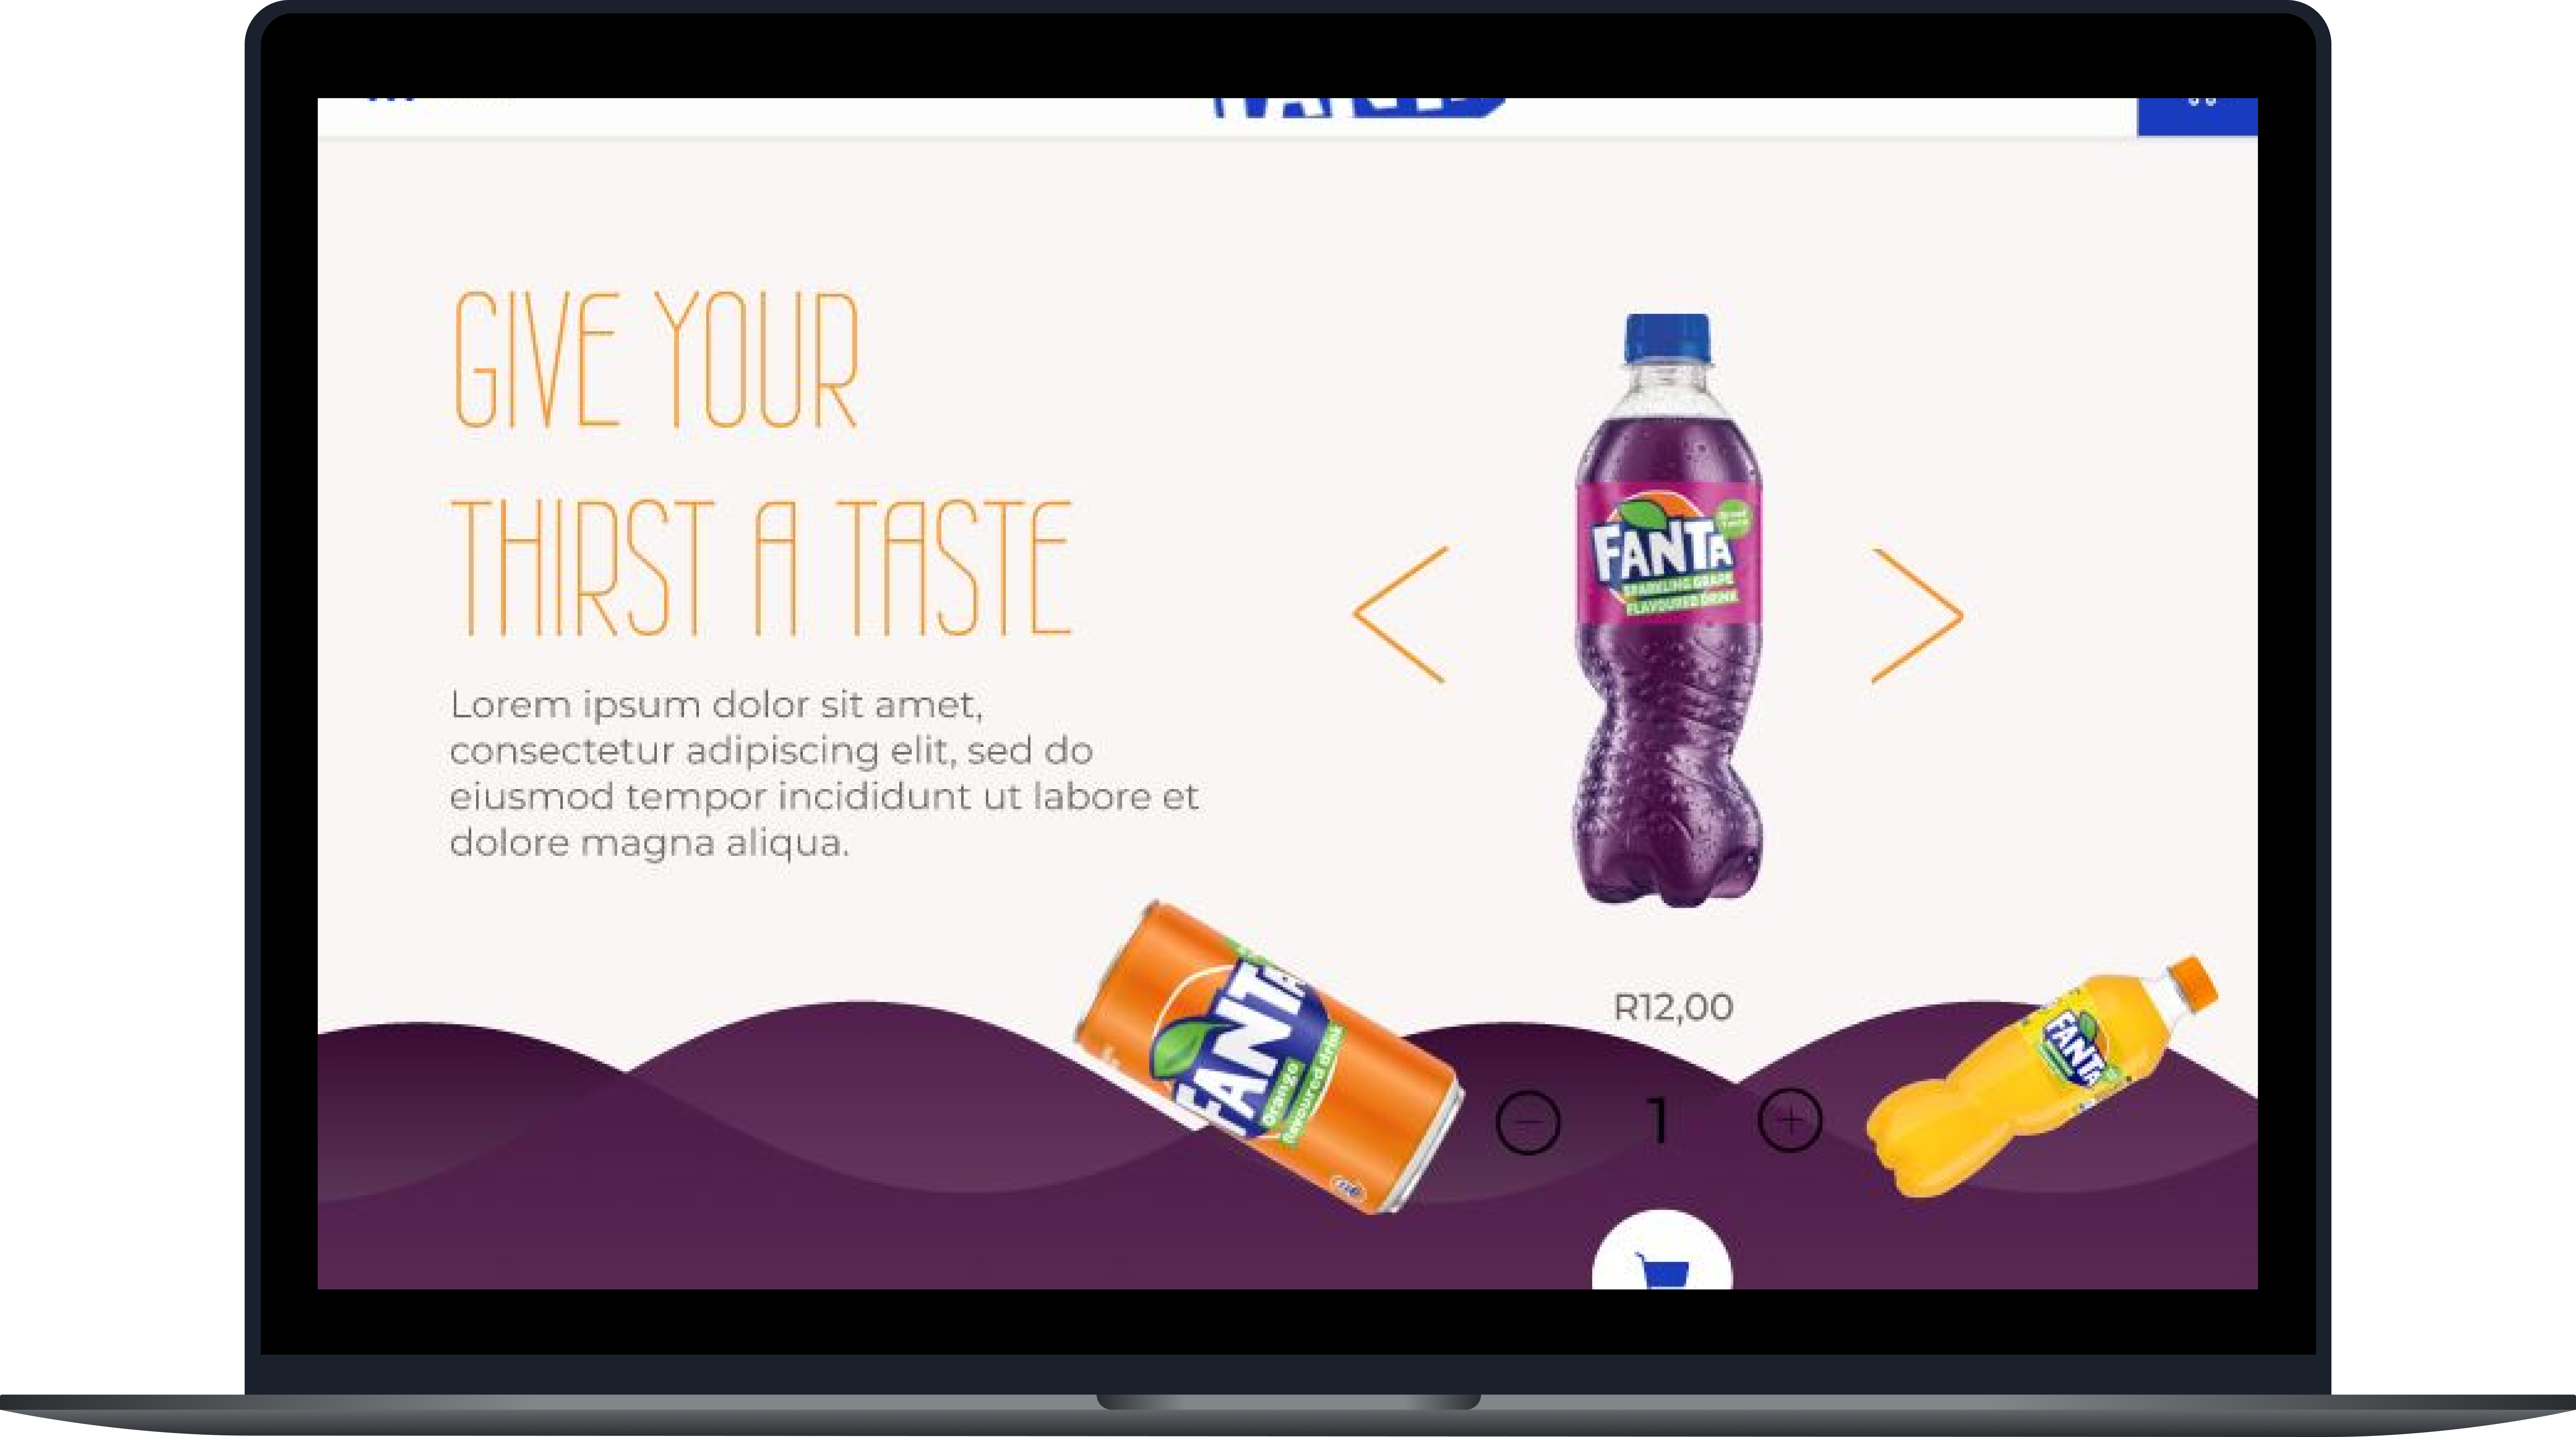 GIVE YOUR
THIRST A TASTE
Lorem ipsum dolor sit amet,
consectetur adipiscing elit, sed do
eiusmod tempor incididunt ut labore et
dolore magna aliqua.
FANTA
SPARKLING GRAPE
FLAVOURED DRINK
R12,00
1
FANTA
Orange
flavoured drink
FANTA